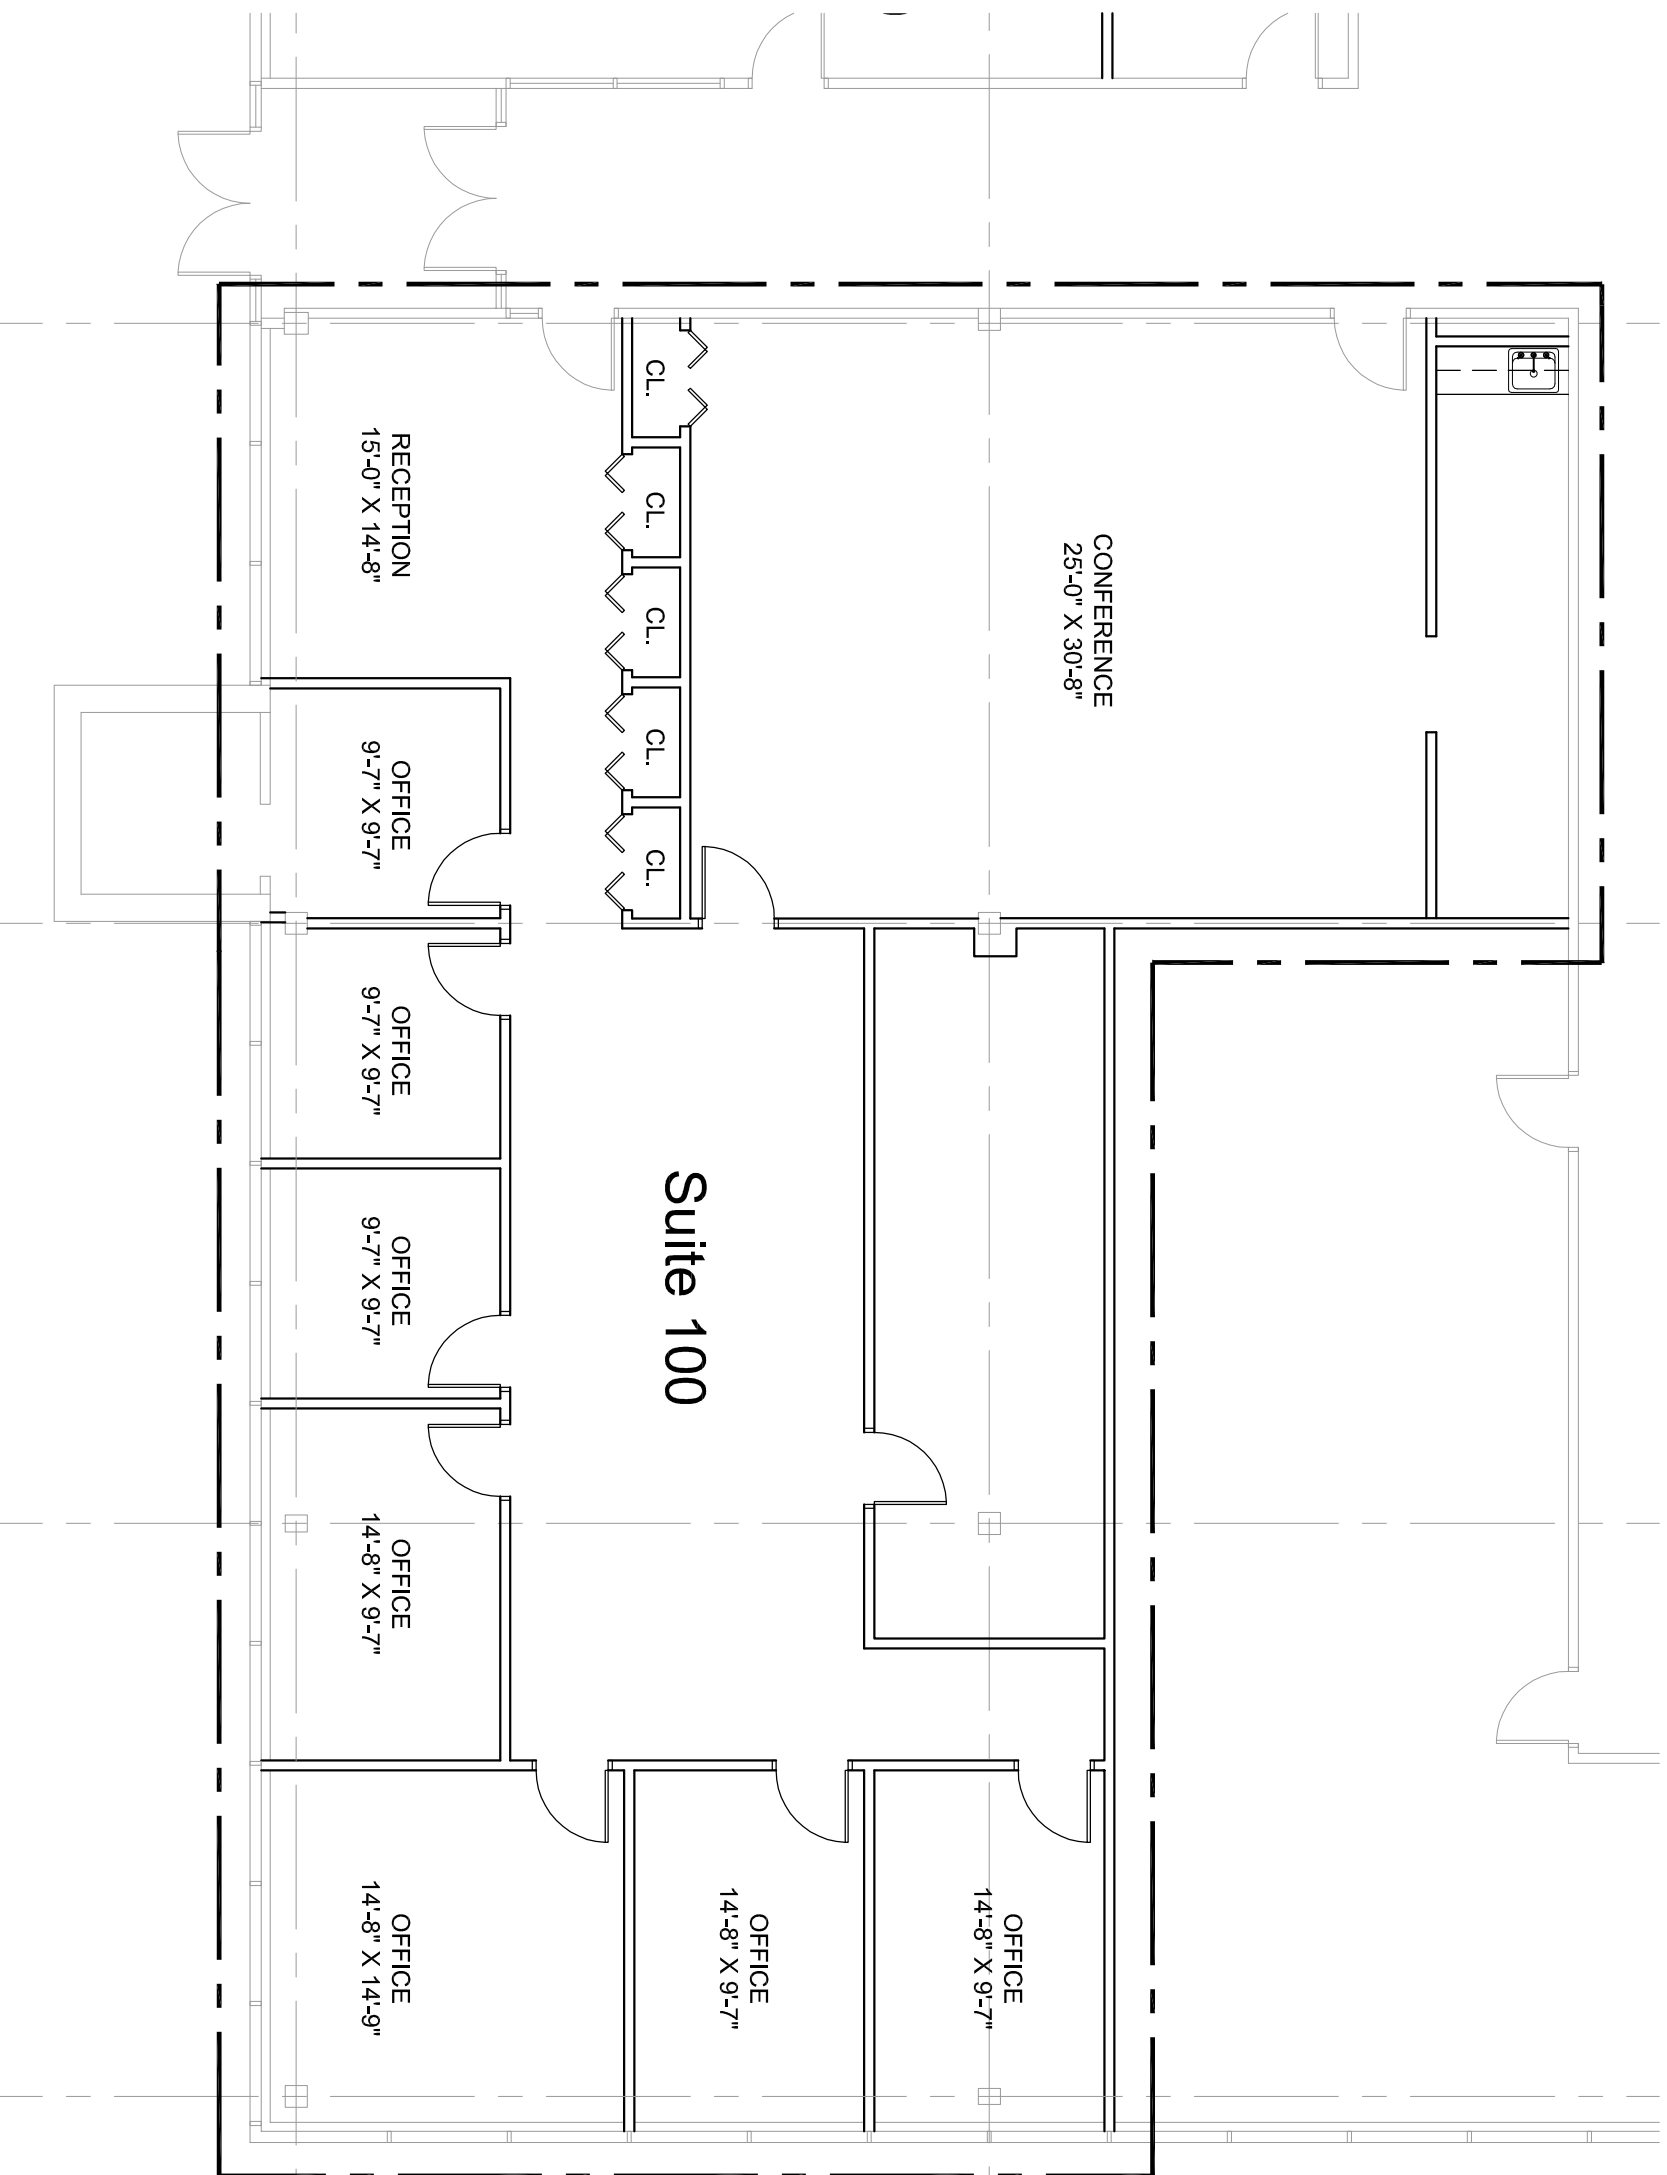 RECEPTION
15'-0" X 14'-8"
CL.
CL.
CL.
CL.
CL.
CONFERENCE
25'-0" X 30'-8"
OFFICE
9'-7" X 9'-7"
OFFICE
9'-7" X 9'-7"
OFFICE
9'-7" X 9'-7"
Suite 100
OFFICE
14'-8" X 9'-7"
OFFICE
14'-8" X 14'-9"
OFFICE
14'-8" X 9'-7"
OFFICE
14'-8" X 9'-7"